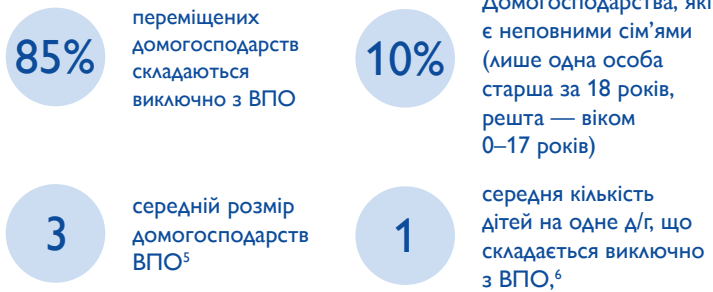 85%
переміщених
домогосподарств
складаються
виключно з ВПО
10%
Домогосподарства, які
є неповними сім’ями
(лише одна особа
старша за 18 років,
решта — віком
0–17 років)
3
середній розмір
домогосподарств
ВПО⁵
1
середня кількість
дітей на одне д/г, що
складається виключно
з ВПО,⁶